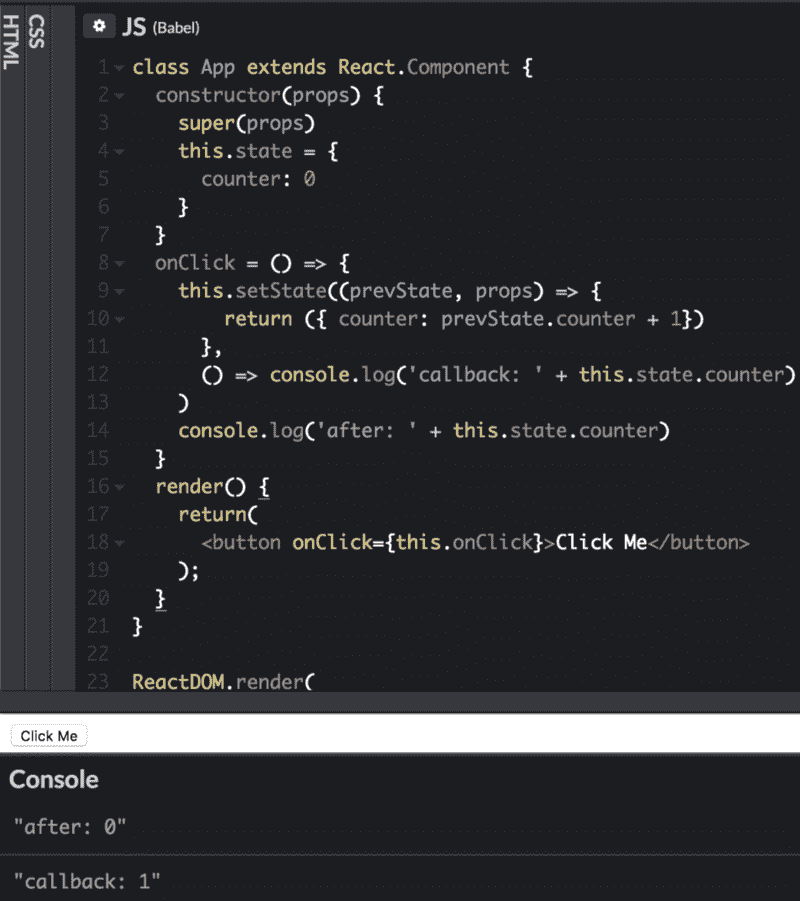 HTML
CSS
JS (Babel)
1 class App extends React.Component {
2 constructor(props) {
3 super(props)
4 this.state = {
5 counter: 0
6 }
7 }
8 onClick = () => {
9 this.setState((prevState, props) => {
10 return ({ counter: prevState.counter + 1})
11 },
12 () => console.log('callback: ' + this.state.counter)
13 )
14 console.log('after: ' + this.state.counter)
15 }
16 render() {
17 return(
18 <button onClick={this.onClick}>Click Me</button>
19 );
20 }
21 }
22
23 ReactDOM.render(
Click Me
Console
"after: 0"
"callback: 1"